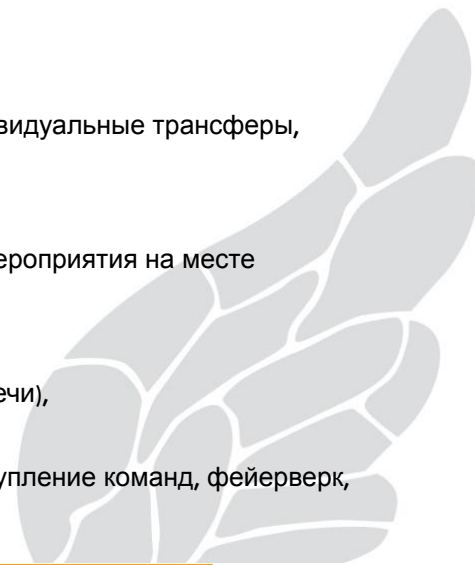 видуальные трансферы,
ероприятия на месте
ечи),
упление команд, фейерверк,